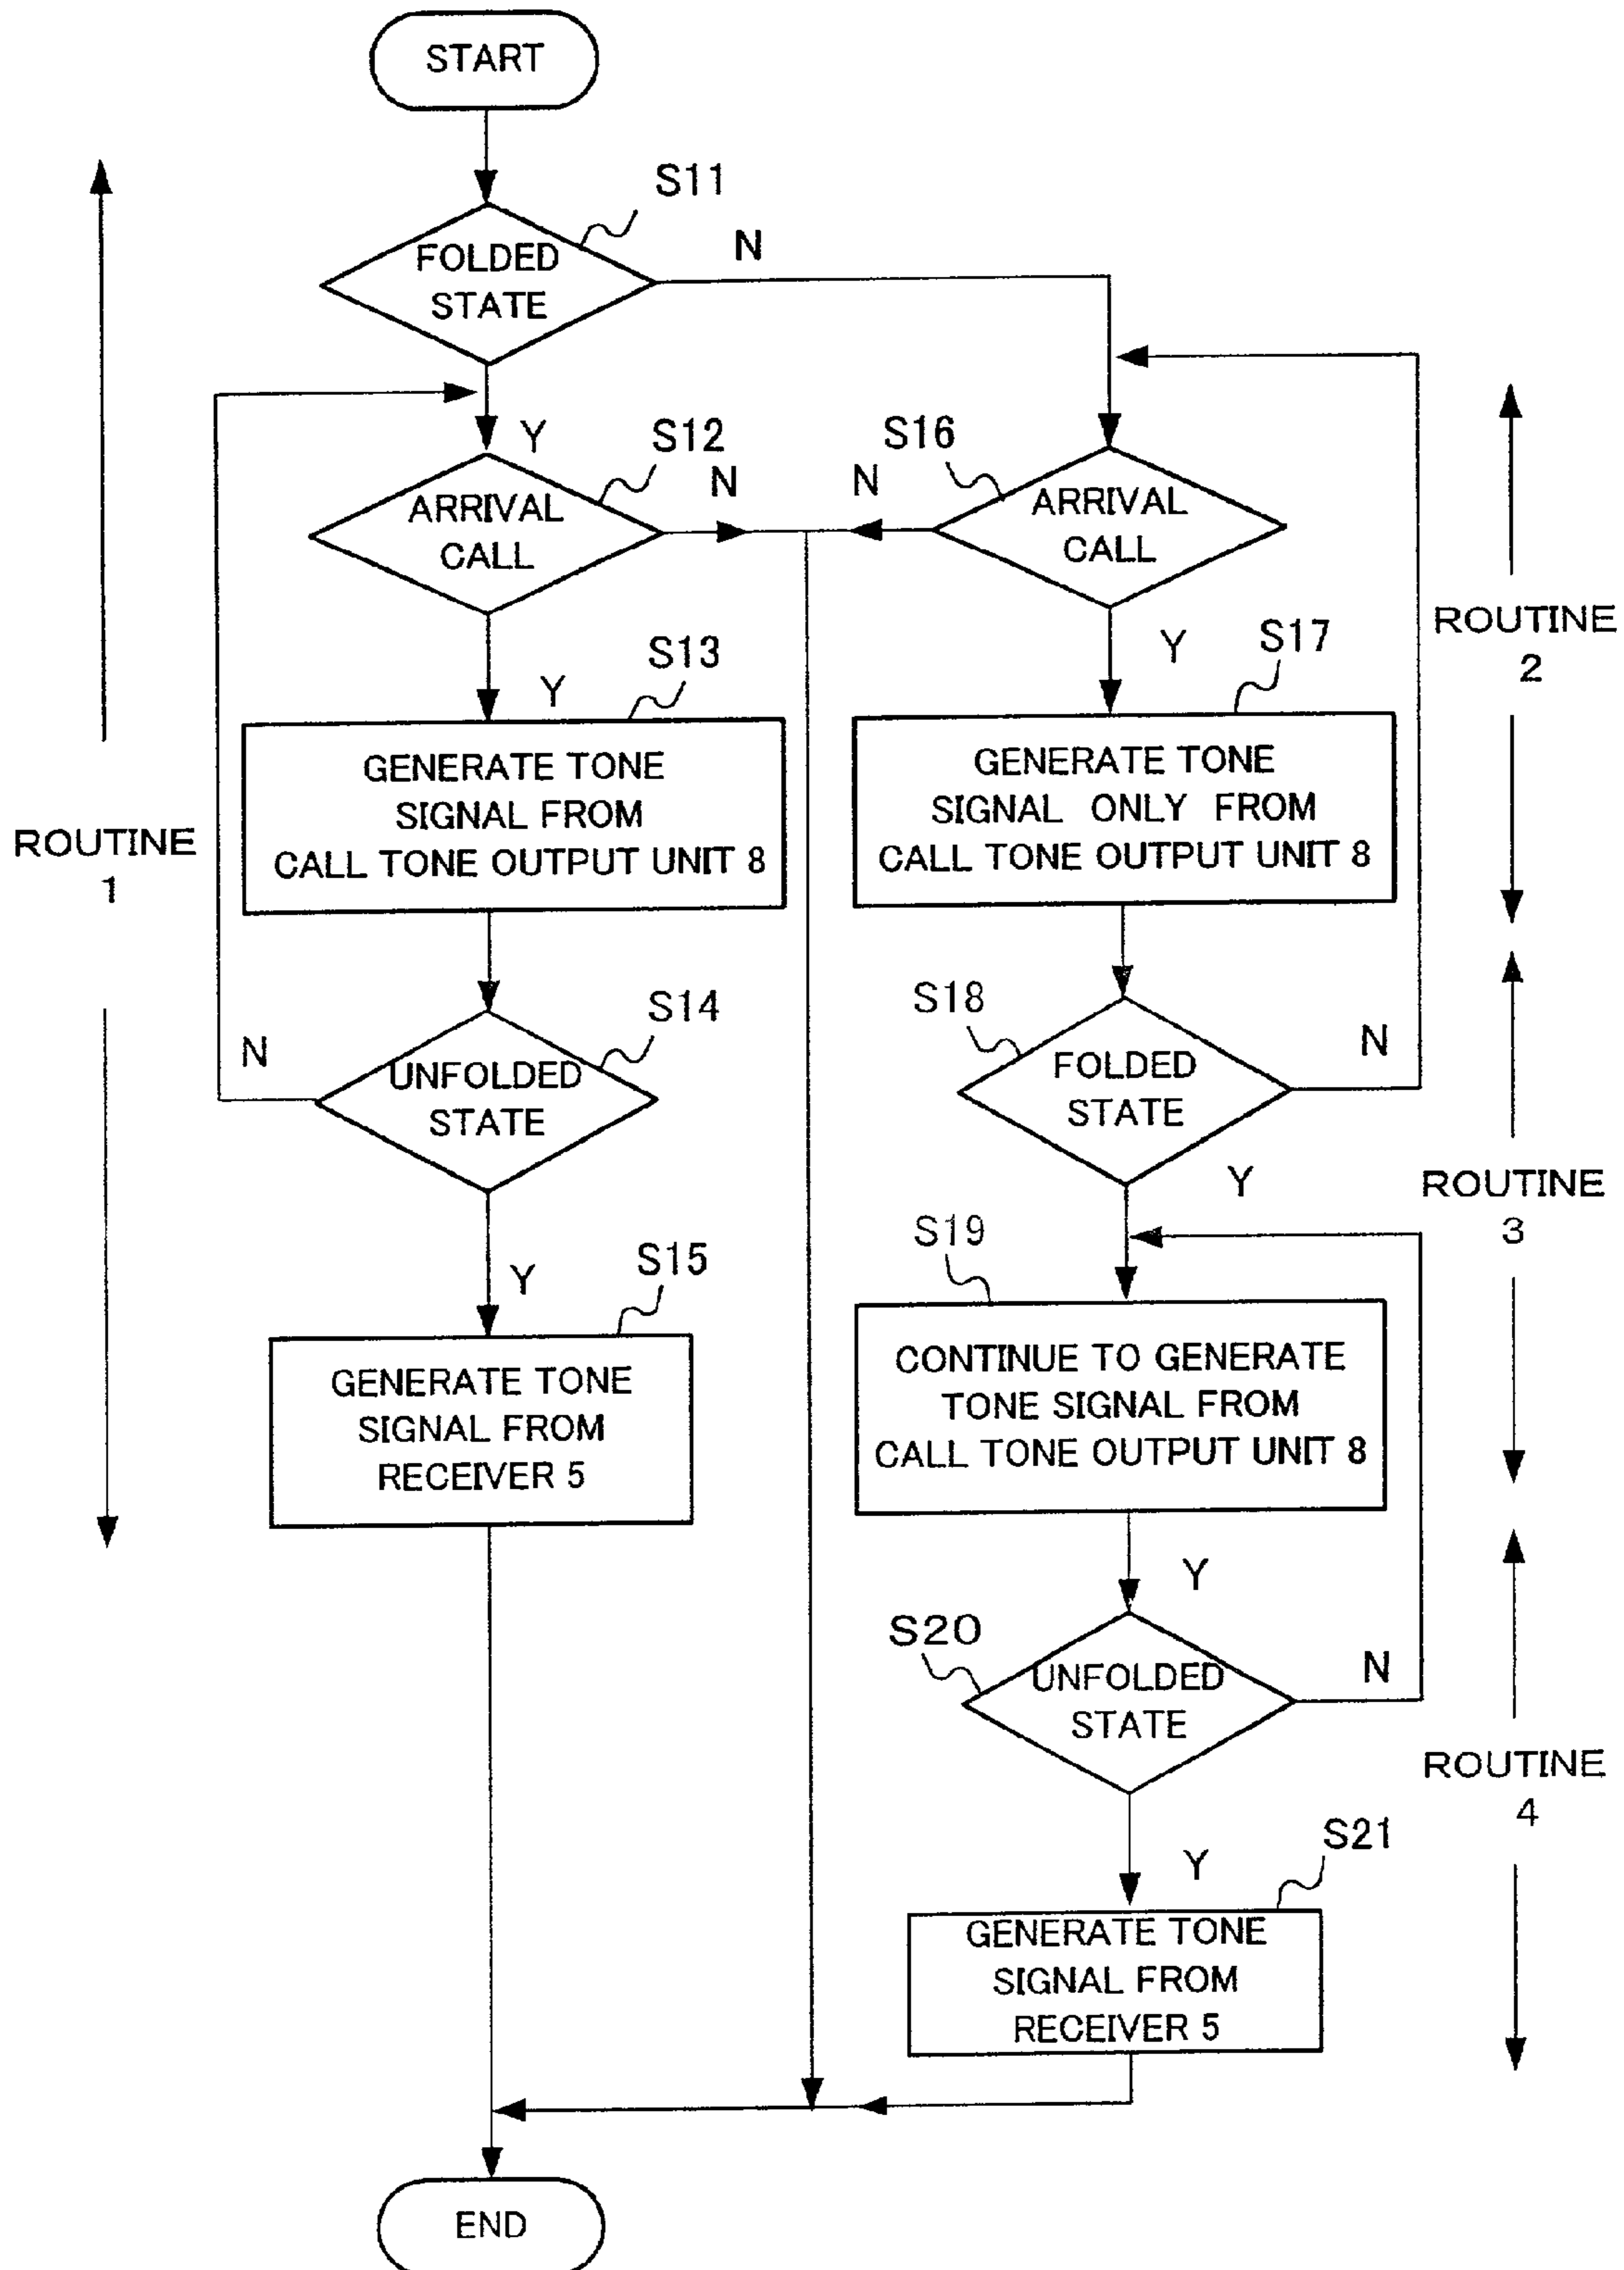 START
S11
FOLDED
STATE
N
Y
S12
ARRIVAL
CALL
N
N
S16
ARRIVAL
CALL
Y
S13
GENERATE TONE
SIGNAL FROM
CALL TONE OUTPUT UNIT 8
Y
S17
GENERATE TONE
SIGNAL ONLY FROM
CALL TONE OUTPUT UNIT 8
ROUTINE
1
ROUTINE
2
S14
UNFOLDED
STATE
N
S18
FOLDED
STATE
N
Y
ROUTINE
3
Y
S15
GENERATE TONE
SIGNAL FROM
RECEIVER 5
S19
CONTINUE TO GENERATE
TONE SIGNAL FROM
CALL TONE OUTPUT UNIT 8
Y
S20
UNFOLDED
STATE
N
ROUTINE
4
Y
S21
GENERATE TONE
SIGNAL FROM
RECEIVER 5
END